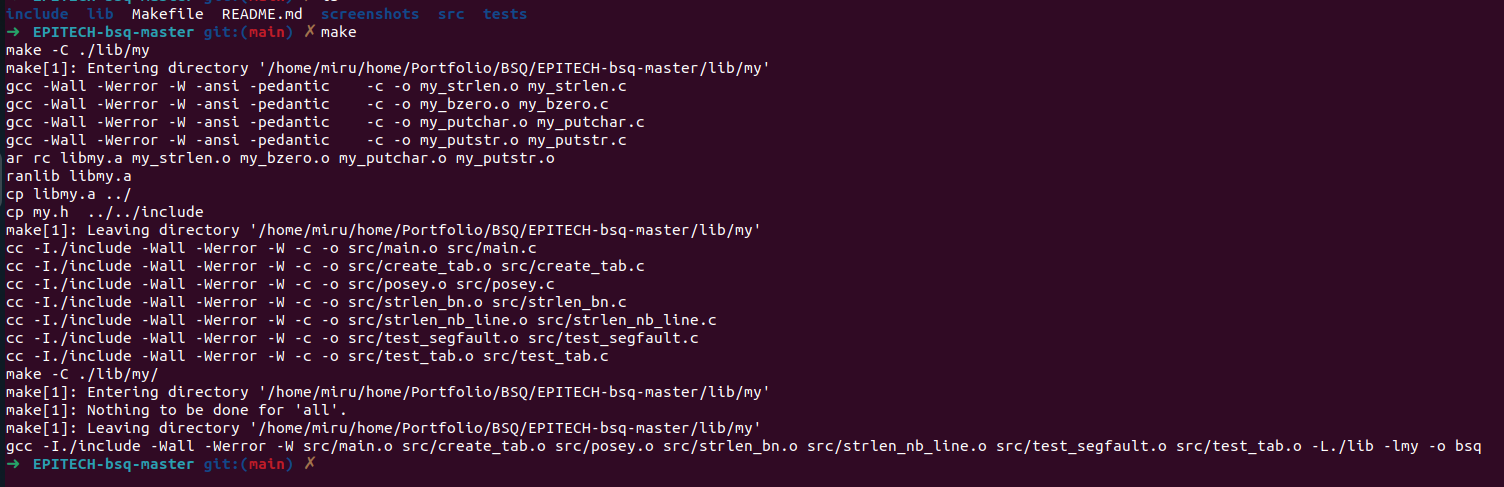 include lib Makefile README.md screenshots src tests
➜ EPITECH-bsq-master git:(main) ✗ make
make -C ./lib/my
make[1]: Entering directory '/home/miru/home/Portfolio/BSQ/EPITECH-bsq-master/lib/my'
gcc -Wall -Werror -W -ansi -pedantic    -c -o my_strlen.o my_strlen.c
gcc -Wall -Werror -W -ansi -pedantic    -c -o my_bzero.o my_bzero.c
gcc -Wall -Werror -W -ansi -pedantic    -c -o my_putchar.o my_putchar.c
gcc -Wall -Werror -W -ansi -pedantic    -c -o my_putstr.o my_putstr.c
ar rc libmy.a my_strlen.o my_bzero.o my_putchar.o my_putstr.o
ranlib libmy.a
cp libmy.a ../
cp my.h  ../../include
make[1]: Leaving directory '/home/miru/home/Portfolio/BSQ/EPITECH-bsq-master/lib/my'
cc -I./include -Wall -Werror -W -c -o src/main.o src/main.c
cc -I./include -Wall -Werror -W -c -o src/create_tab.o src/create_tab.c
cc -I./include -Wall -Werror -W -c -o src/posey.o src/posey.c
cc -I./include -Wall -Werror -W -c -o src/strlen_bn.o src/strlen_bn.c
cc -I./include -Wall -Werror -W -c -o src/strlen_nb_line.o src/strlen_nb_line.c
cc -I./include -Wall -Werror -W -c -o src/test_segfault.o src/test_segfault.c
cc -I./include -Wall -Werror -W -c -o src/test_tab.o src/test_tab.c
make -C ./lib/my/
make[1]: Entering directory '/home/miru/home/Portfolio/BSQ/EPITECH-bsq-master/lib/my'
make[1]: Nothing to be done for 'all'.
make[1]: Leaving directory '/home/miru/home/Portfolio/BSQ/EPITECH-bsq-master/lib/my'
gcc -I./include -Wall -Werror -W src/main.o src/create_tab.o src/posey.o src/strlen_bn.o src/strlen_nb_line.o src/test_segfault.o src/test_tab.o -L./lib -lmy -o bsq
➜ EPITECH-bsq-master git:(main) ✗